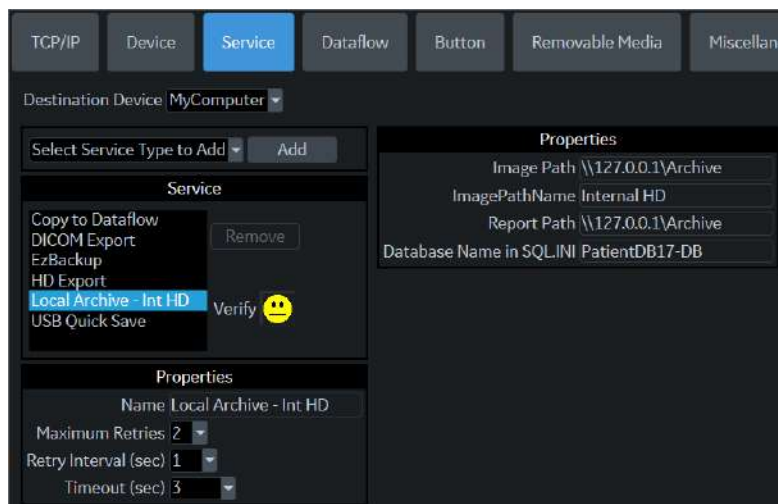 TCP/IP
Device
Service
Dataflow
Button
Removable Media
Miscellan
Destination Device MyComputer
Select Service Type to Add
Add
Service
Copy to Dataflow
DICOM Export
EzBackup
HD Export
Local Archive - Int HD
USB Quick Save
Remove
Verify
Properties
Name Local Archive - Int HD
Maximum Retries 2
Retry Interval (sec) 1
Timeout (sec) 3
Properties
Image Path \\127.0.0.1\Archive
ImagePathName Internal HD
Report Path \\127.0.0.1\Archive
Database Name in SQL.INI PatientDB17-DB